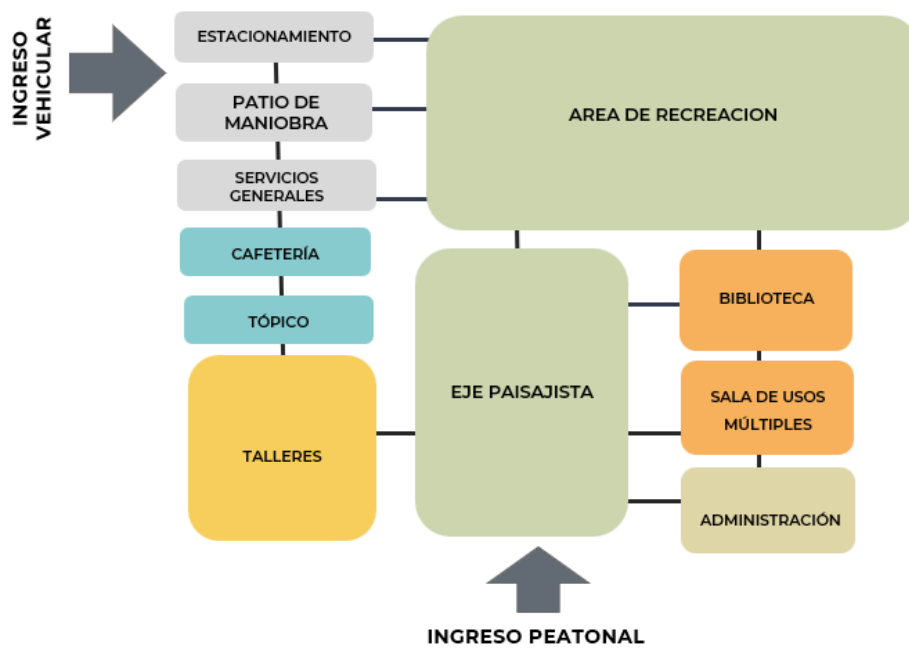 INGRESO
VEHICULAR
ESTACIONAMIENTO
PATIO DE
MANIOBRA
SERVICIOS
GENERALES
CAFETERÍA
TÓPICO
TALLERES
AREA DE RECREACION
EJE PAISAJISTA
BIBLIOTECA
SALA DE USOS
MÚLTIPLES
ADMINISTRACIÓN
INGRESO PEATONAL